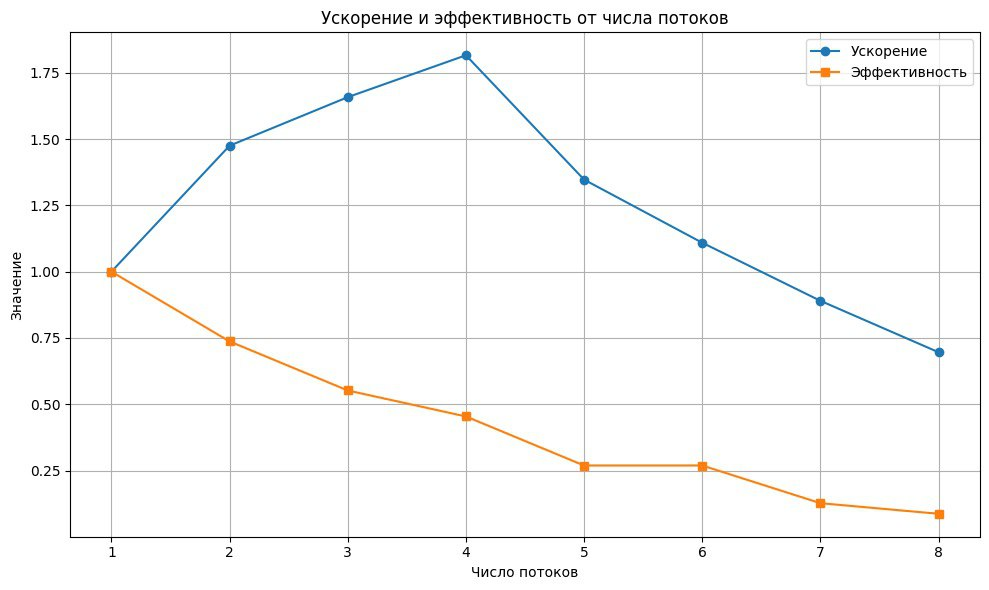 Ускорение и эффективность от числа потоков
Ускорение
Эффективность
1.75
1.50
1.25
1.00
0.75
0.50
0.25
Значение
1 2 3 4 5 6 7 8
Число потоков